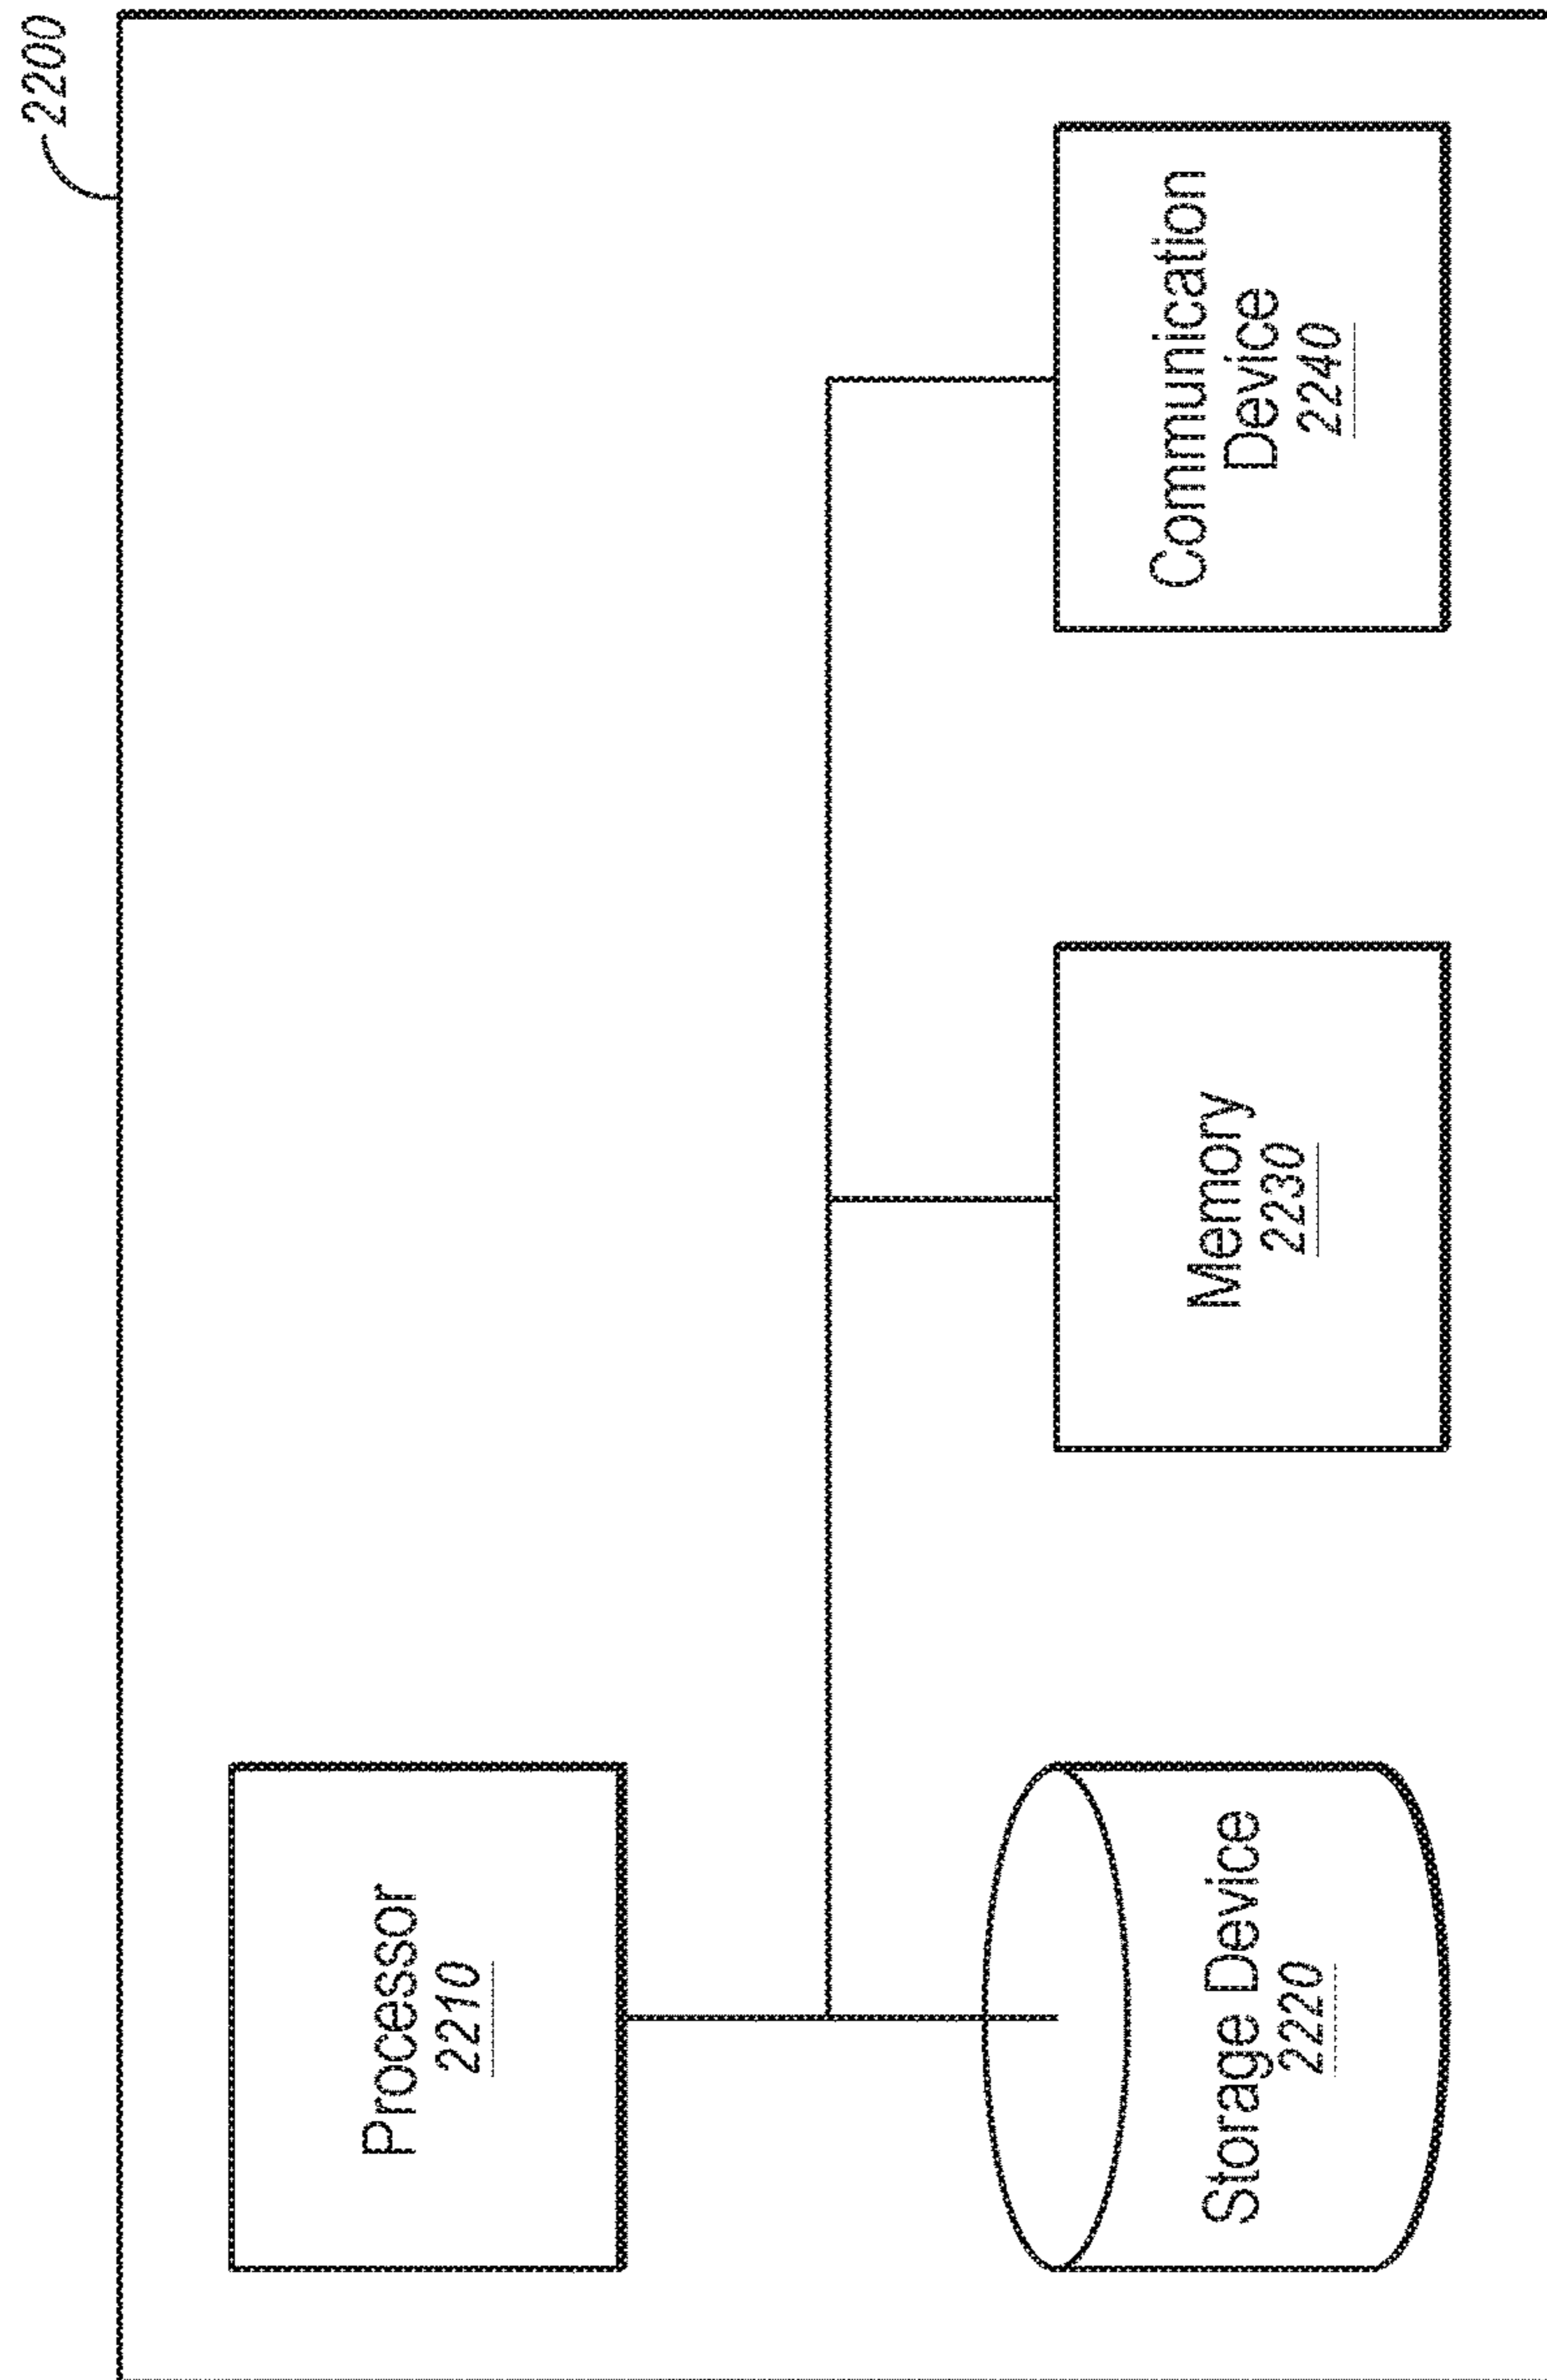 2200
Processor
2210
Storage Device
2220
Memory
2230
Communication
Device
2240